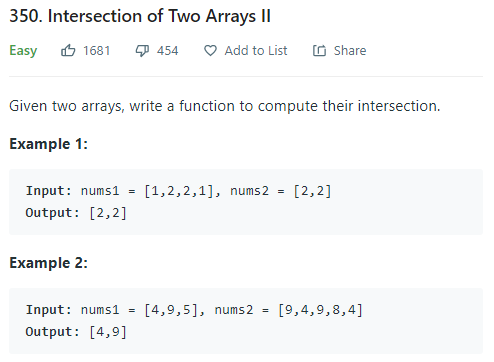 350. Intersection of Two Arrays II
Easy 1681 454 Add to List Share
Given two arrays, write a function to compute their intersection.
Example 1:
Input: nums1 = [1,2,2,1], nums2 = [2,2]
Output: [2,2]
Example 2:
Input: nums1 = [4,9,5], nums2 = [9,4,9,8,4]
Output: [4,9]